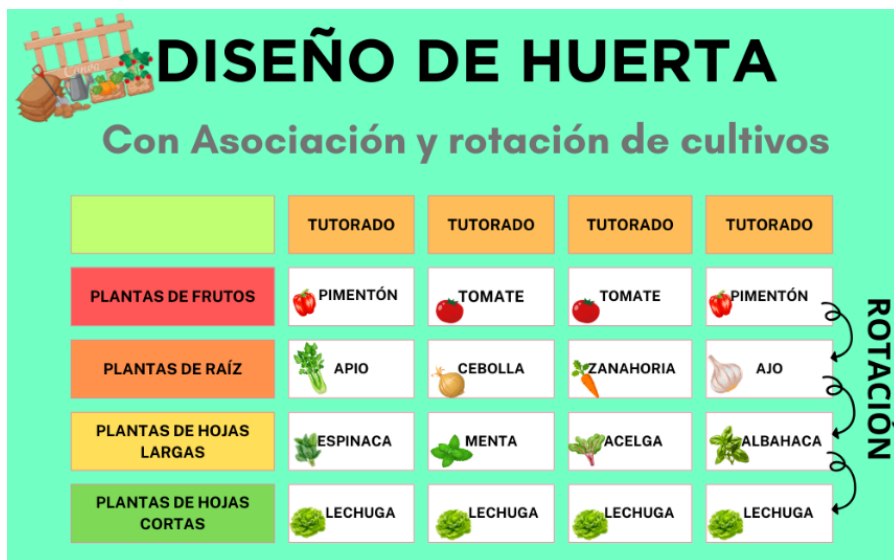 DISEÑO DE HUERTA
Con Asociación y rotación de cultivos
TUTORADO TUTORADO TUTORADO TUTORADO
PLANTAS DE FRUTOS PIMENTÓN TOMATE TOMATE PIMENTÓN
PLANTAS DE RAÍZ APIO CEBOLLA ZANAHORIA AJO
PLANTAS DE HOJAS
LARGAS ESPINACA MENTA ACELGA ALBAHACA
PLANTAS DE HOJAS
CORTAS LECHUGA LECHUGA LECHUGA LECHUGA
ROTACIÓN